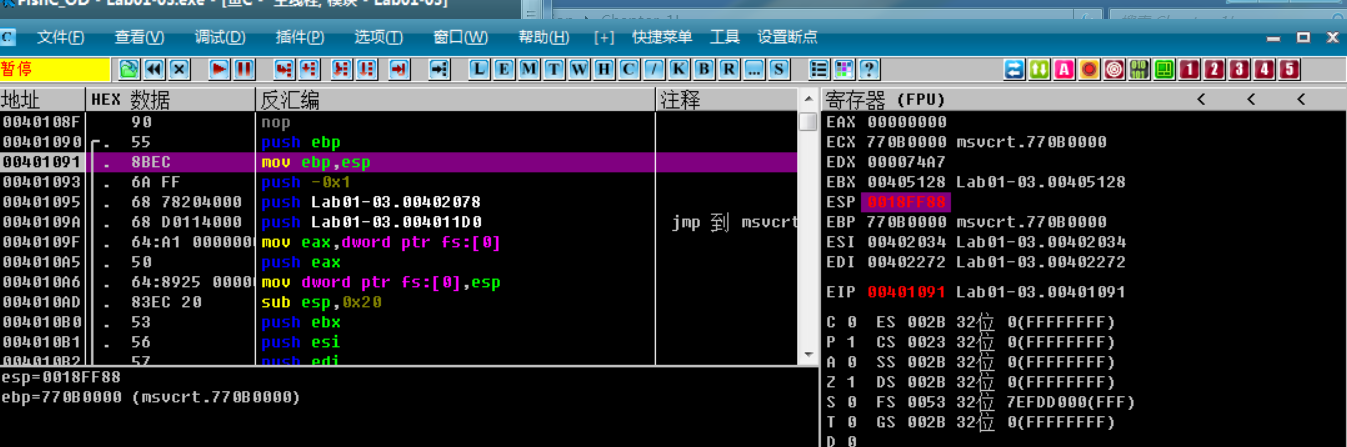 FishC_OD - Lab01-03.exe - [鱼C - 主线程, 模块 - Lab01-03]
文件(F) 查看(V) 调试(D) 插件(P) 选项(T) 窗口(W) 帮助(H) [+] 快捷菜单 工具 设置断点
暂停 L E M T W H C / K B R ... S ? A 1 2 3 4 5
地址 HEX 数据 反汇编 注释
0040108F 90 nop
00401090 . 55 push ebp
00401091 . 8BEC mov ebp,esp
00401093 . 6A FF push -0x1
00401095 . 68 78204000 push Lab01-03.00402078
0040109A . 68 D0114000 push Lab01-03.004011D0 jmp 到 msvcrt
0040109F . 64:A1 000000 mov eax,dword ptr fs:[0]
004010A5 . 50 push eax
004010A6 . 64:8925 0000 mov dword ptr fs:[0],esp
004010AD . 83EC 20 sub esp,0x20
004010B0 . 53 push ebx
004010B1 . 56 push esi
004010B2 . 57 push edi
esp=0018FF88
ebp=770B0000 (msvcrt.770B0000)
寄存器 (FPU) < < <
EAX 00000000
ECX 770B0000 msvcrt.770B0000
EDX 000074A7
EBX 00405128 Lab01-03.00405128
ESP 0018FF88
EBP 770B0000 msvcrt.770B0000
ESI 00402034 Lab01-03.00402034
EDI 00402272 Lab01-03.00402272
EIP 00401091 Lab01-03.00401091
C 0 ES 002B 32位 0(FFFFFFFF)
P 1 CS 0023 32位 0(FFFFFFFF)
A 0 SS 002B 32位 0(FFFFFFFF)
Z 1 DS 002B 32位 0(FFFFFFFF)
S 0 FS 0053 32位 7EFDD000(FFF)
T 0 GS 002B 32位 0(FFFFFFFF)
D 0